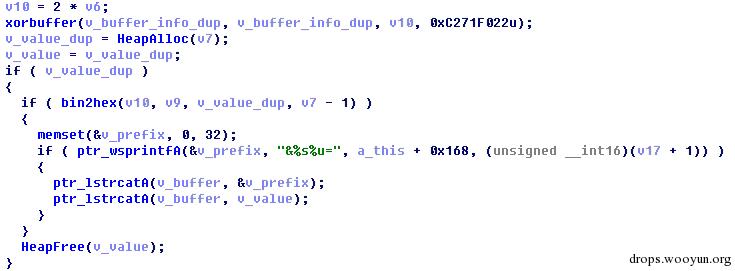 v10 = 2 * v6;
xorbuffer(v_buffer_info_dup, v_buffer_info_dup, v10, 0xC271F022u);
v_value_dup = HeapAlloc(v7);
v_value = v_value_dup;
if ( v_value_dup )
{
if ( bin2hex(v10, v9, v_value_dup, v7 - 1) )
{
memset(&v_prefix, 0, 32);
if ( ptr_wsprintfA(&v_prefix, "&%s%u=", a_this + 0x168, (unsigned __int16)(v17 + 1)) )
{
ptr_lstrcatA(v_buffer, &v_prefix);
ptr_lstrcatA(v_buffer, v_value);
}
}
HeapFree(v_value);
}
drops.wooyun.org